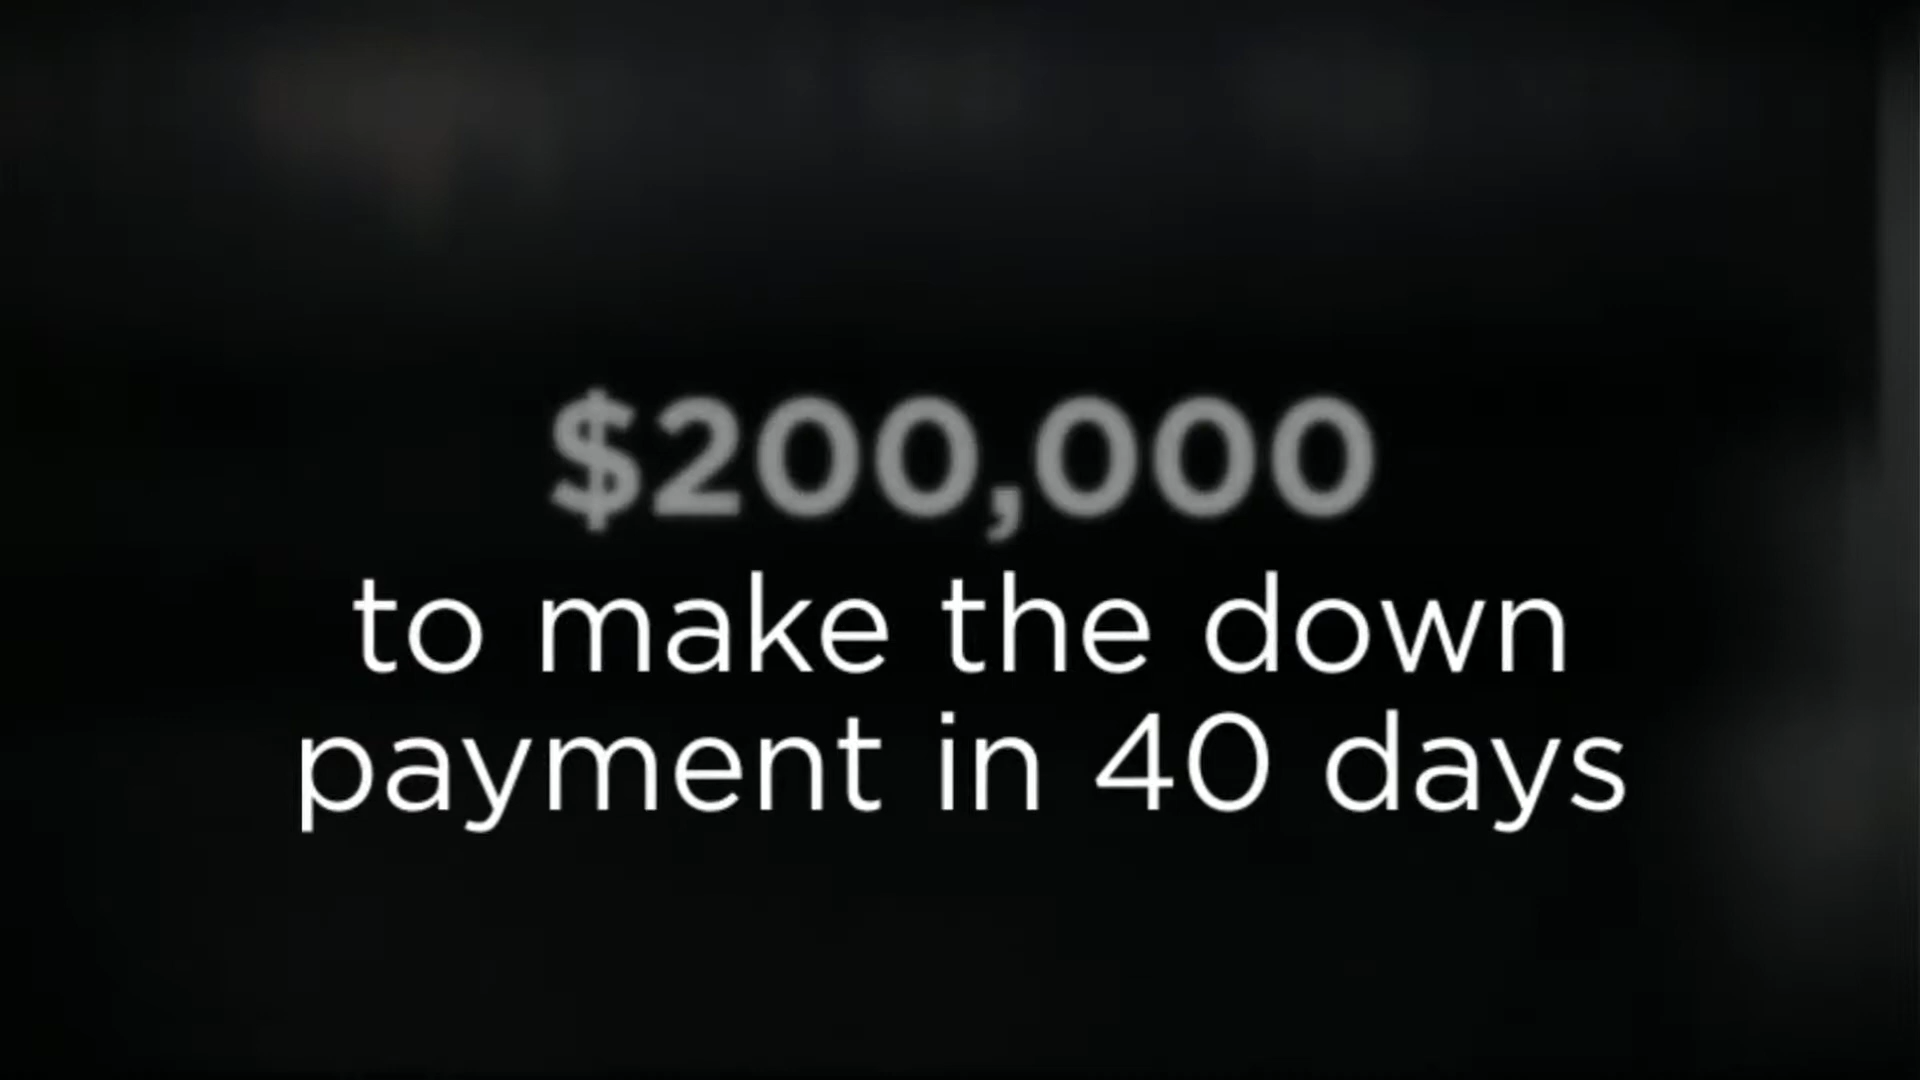 $200,000
to make the down
payment in 40 days